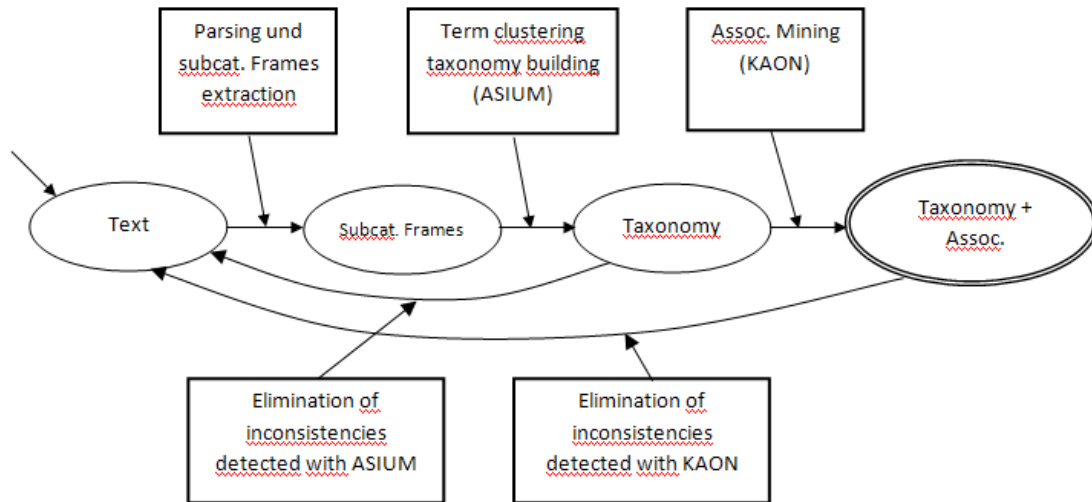 Parsing und
subcat. Frames
extraction
Term clustering
taxonomy building
(ASIUM)
Assoc. Mining
(KAON)
Text
Subcat. Frames
Taxonomy
Taxonomy +
Assoc.
Elimination of
inconsistencies
detected with ASIUM
Elimination of
inconsistencies
detected with KAON